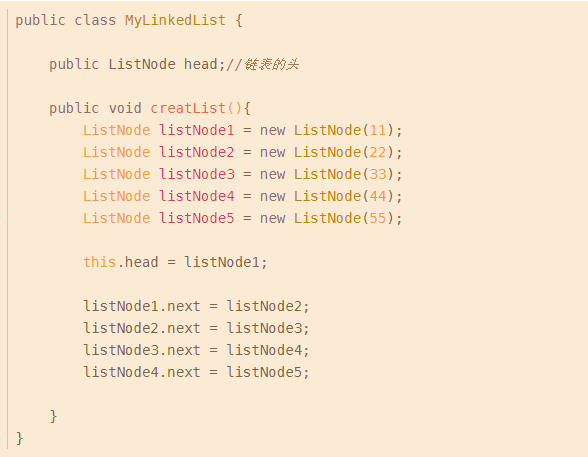 public class MyLinkedList {
public ListNode head;//链表的头
public void creatList(){
ListNode listNode1 = new ListNode(11);
ListNode listNode2 = new ListNode(22);
ListNode listNode3 = new ListNode(33);
ListNode listNode4 = new ListNode(44);
ListNode listNode5 = new ListNode(55);
this.head = listNode1;
listNode1.next = listNode2;
listNode2.next = listNode3;
listNode3.next = listNode4;
listNode4.next = listNode5;
}
}